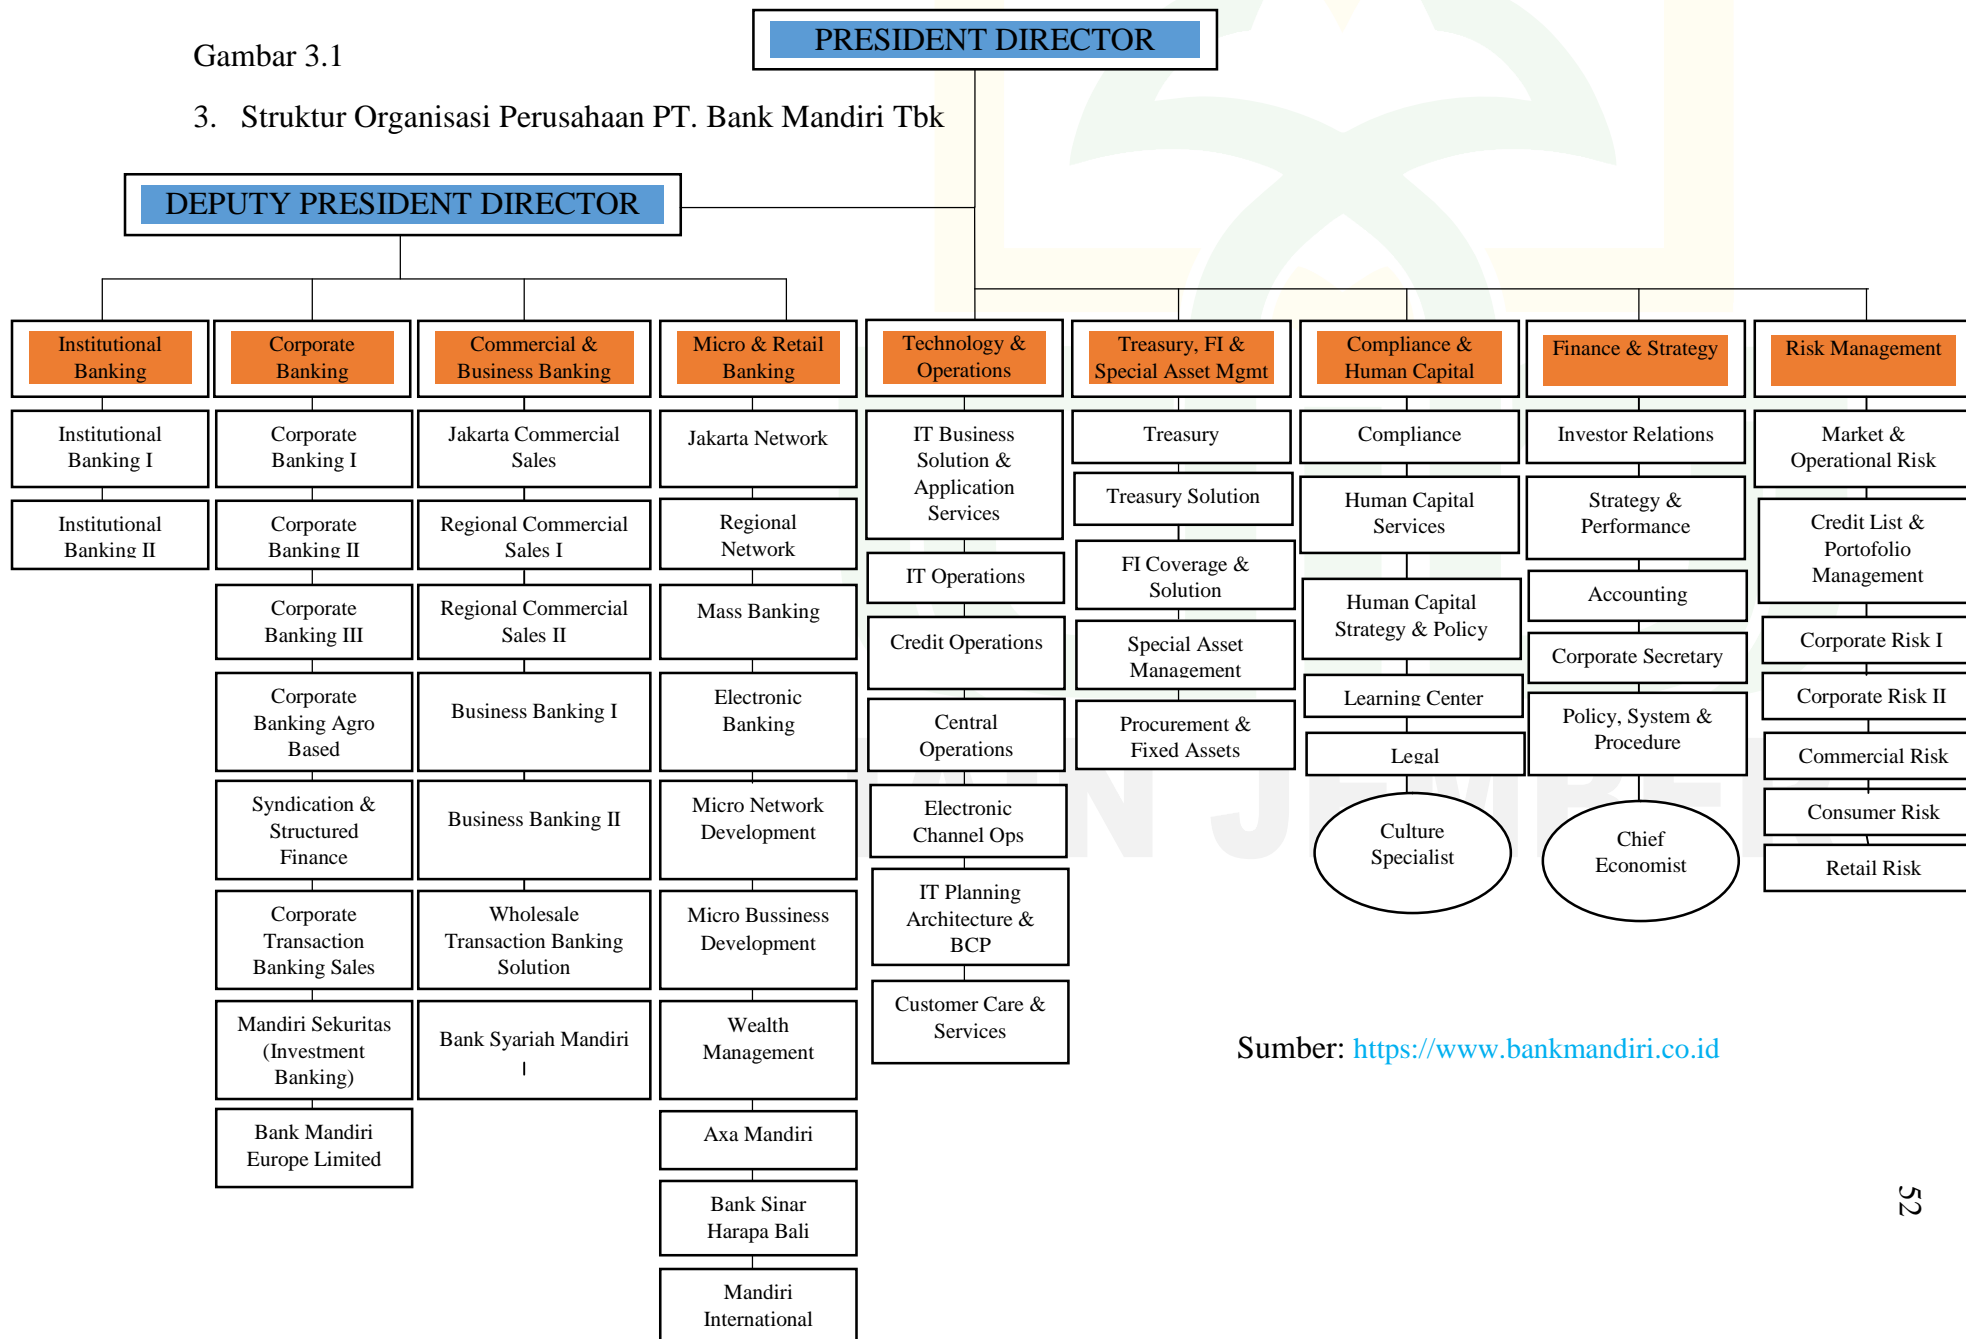 PRESIDENT DIRECTOR
Gambar 3.1
3. Struktur Organisasi Perusahaan PT. Bank Mandiri Tbk
DEPUTY PRESIDENT DIRECTOR
Institutional
Banking
Institutional
Banking I
Institutional
Banking II
Corporate
Banking
Corporate
Banking I
Corporate
Banking II
Corporate
Banking III
Corporate
Banking Agro
Based
Syndication &
Structured
Finance
Corporate
Transaction
Banking Sales
Mandiri Sekuritas
(Investment
Banking)
Bank Mandiri
Europe Limited
Commercial &
Business Banking
Jakarta Commercial
Sales
Regional Commercial
Sales I
Regional Commercial
Sales II
Business Banking I
Business Banking II
Wholesale
Transaction Banking
Solution
Bank Syariah Mandiri
I
Micro & Retail
Banking
Jakarta Network
Regional
Network
Mass Banking
Electronic
Banking
Micro Network
Development
Micro Bussiness
Development
Wealth
Management
Axa Mandiri
Bank Sinar
Harapa Bali
Mandiri
International
Technology &
Operations
IT Business
Solution &
Application
Services
IT Operations
Credit Operations
Central
Operations
Electronic
Channel Ops
IT Planning
Architecture &
BCP
Customer Care &
Services
Treasury, FI &
Special Asset Mgmt
Treasury
Treasury Solution
FI Coverage &
Solution
Special Asset
Management
Procurement &
Fixed Assets
Compliance &
Human Capital
Compliance
Human Capital
Services
Human Capital
Strategy & Policy
Learning Center
Legal
Culture
Specialist
Finance & Strategy
Investor Relations
Strategy &
Performance
Accounting
Corporate Secretary
Policy, System &
Procedure
Chief
Economist
Risk Management
Market &
Operational Risk
Credit List &
Portofolio
Management
Corporate Risk I
Corporate Risk II
Commercial Risk
Consumer Risk
Retail Risk
IAIN JEMBER
Sumber: https://www.bankmandiri.co.id
52